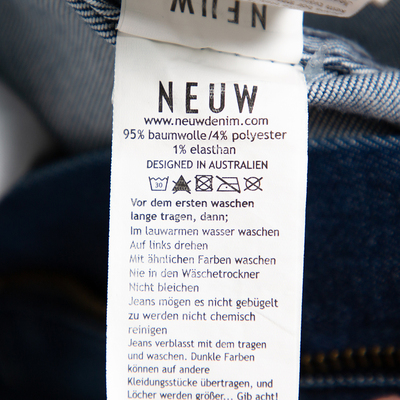 NEUW
NEUW
www.neuwdenim.com
95% baumwolle/4% polyester
1% elasthan
DESIGNED IN AUSTRALIEN
30
Vor dem ersten waschen
lange tragen, dann;
Im lauwarmen wasser waschen
Auf links drehen
Mit ähnlichen Farben waschen
Nie in den Wäschetrockner
Nicht bleichen
Jeans mögen es nicht gebügelt
zu werden nicht chemisch
reinigen
Jeans verblasst mit dem tragen
und waschen. Dunkle Farben
können auf andere
Kleidungsstücke übertragen, und
Löcher werden größer... Gib acht!